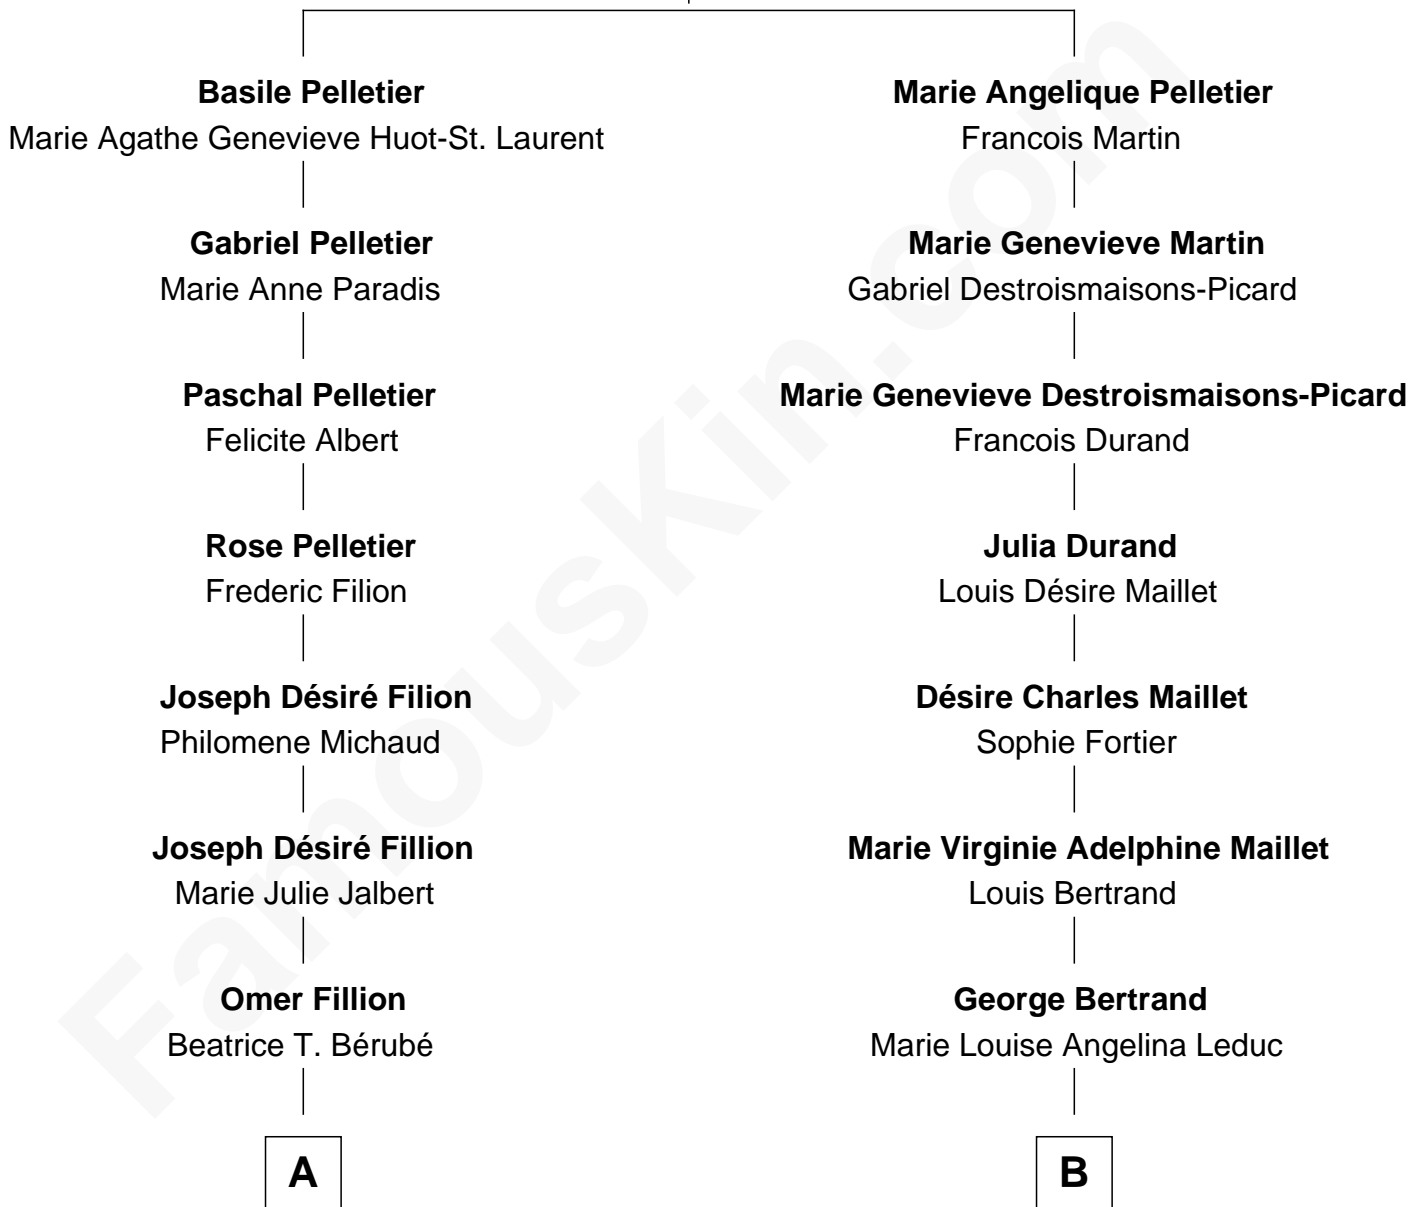 Basile Pelletier
Marie Agathe Genevieve Huot-St. Laurent
Gabriel Pelletier
Marie Anne Paradis
Paschal Pelletier
Felicite Albert
Rose Pelletier
Frederic Filion
Joseph Désiré Filion
Philomene Michaud
Joseph Désiré Fillion
Marie Julie Jalbert
Omer Fillion
Beatrice T. Bérubé
A
Marie Angelique Pelletier
Francois Martin
Marie Genevieve Martin
Gabriel Destroismaisons-Picard
Marie Genevieve Destroismaisons-Picard
Francois Durand
Julia Durand
Louis Désire Maillet
Désire Charles Maillet
Sophie Fortier
Marie Virginie Adelphine Maillet
Louis Bertrand
George Bertrand
Marie Louise Angelina Leduc
B
FamousKin.com